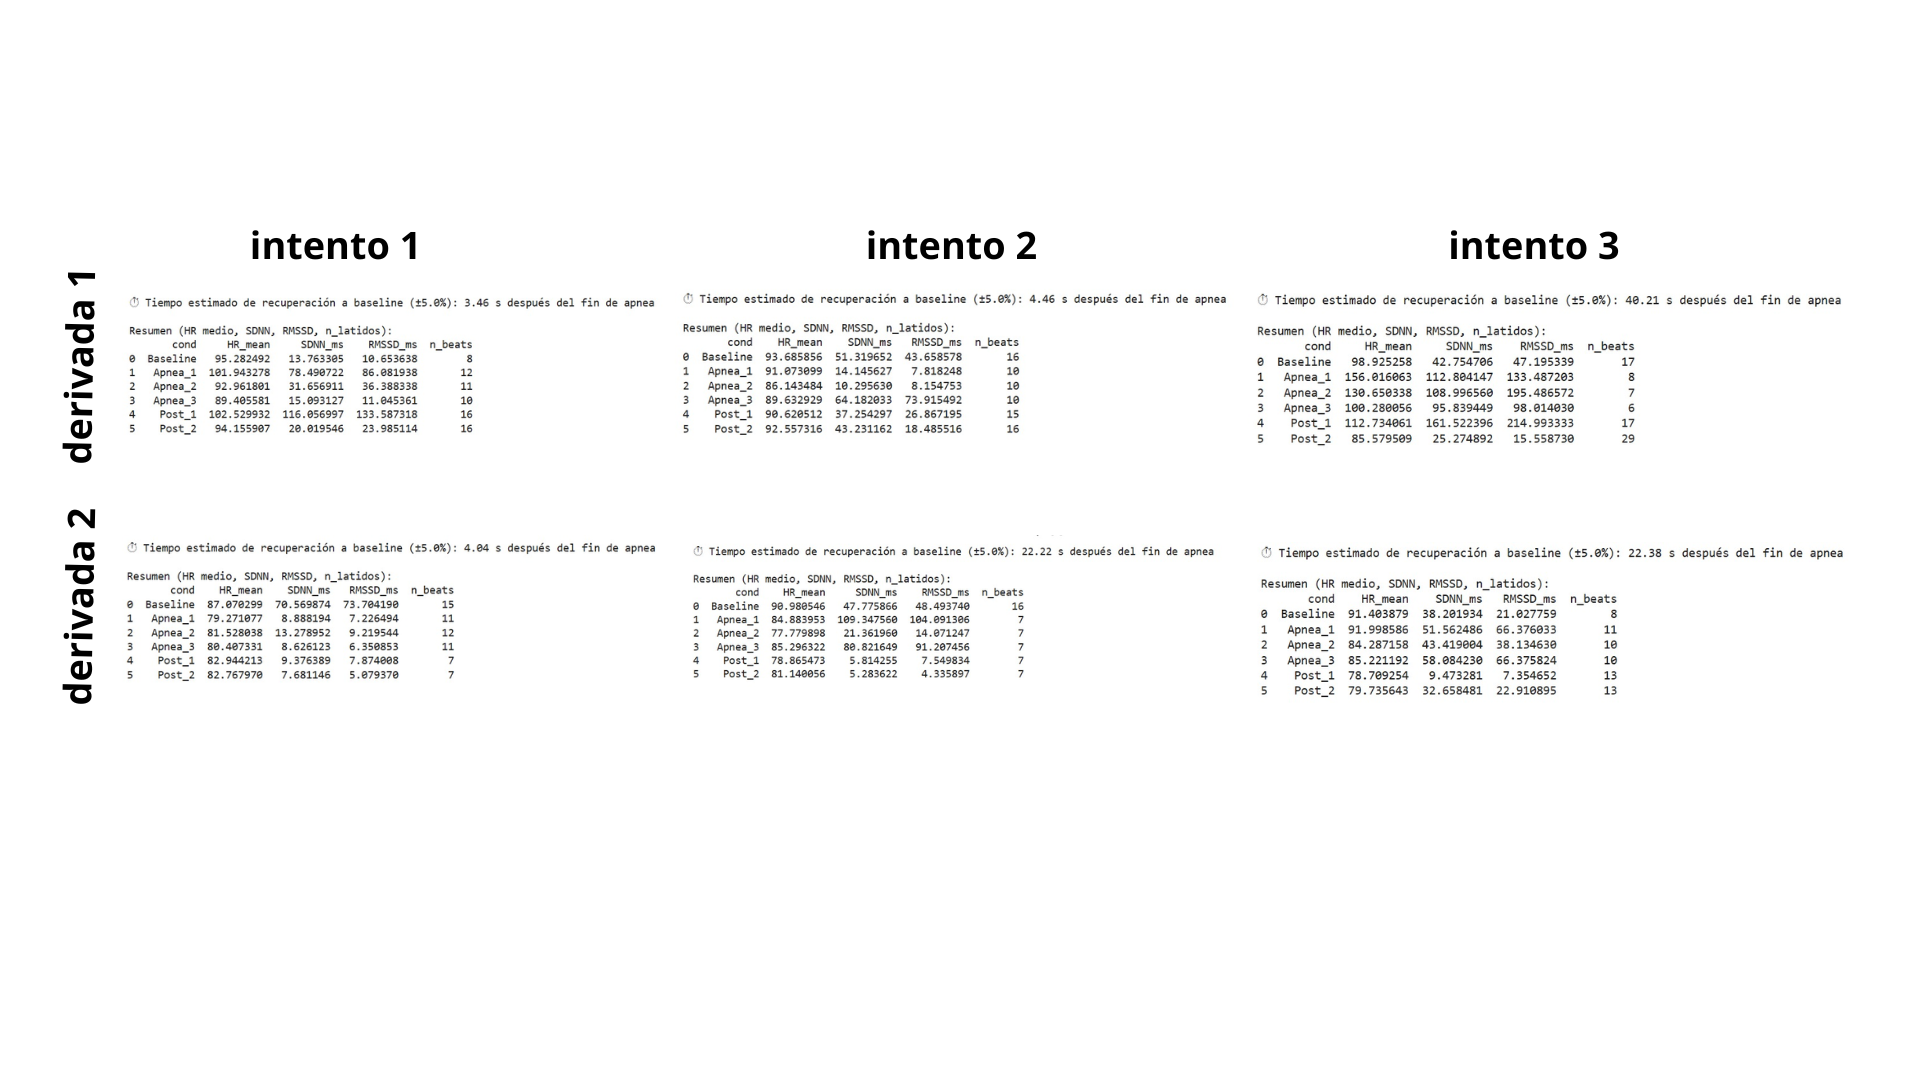 intento 1
intento 2
intento 3
derivada 1
⏱ Tiempo estimado de recuperación a baseline (±5.0%): 3.46 s después del fin de apnea
Resumen (HR medio, SDNN, RMSSD, n_latidos):
cond HR_mean SDNN_ms RMSSD_ms n_beats
0 Baseline 95.282492 13.763305 10.653638 8
1 Apnea_1 101.943278 78.490722 86.081938 12
2 Apnea_2 92.961801 31.656911 36.388338 11
3 Apnea_3 89.405581 15.093127 11.045361 10
4 Post_1 102.529932 116.056997 133.587318 16
5 Post_2 94.155907 20.019546 23.985114 16
⏱ Tiempo estimado de recuperación a baseline (±5.0%): 4.46 s después del fin de apnea
Resumen (HR medio, SDNN, RMSSD, n_latidos):
cond HR_mean SDNN_ms RMSSD_ms n_beats
0 Baseline 93.685856 51.319652 43.658578 16
1 Apnea_1 91.073099 14.145627 7.818248 10
2 Apnea_2 86.143484 10.295630 8.154753 10
3 Apnea_3 89.632929 64.182033 73.915492 10
4 Post_1 90.620512 37.254297 26.867195 15
5 Post_2 92.557316 43.231162 18.485516 16
⏱ Tiempo estimado de recuperación a baseline (±5.0%): 40.21 s después del fin de apnea
Resumen (HR medio, SDNN, RMSSD, n_latidos):
cond HR_mean SDNN_ms RMSSD_ms n_beats
0 Baseline 98.925258 42.754706 47.195339 17
1 Apnea_1 156.016063 112.804147 133.487203 8
2 Apnea_2 130.650338 108.996560 195.486572 7
3 Apnea_3 100.280056 95.839449 98.014030 6
4 Post_1 112.734061 161.522396 214.993333 17
5 Post_2 85.579509 25.274892 15.558730 29
derivada 2
⏱ Tiempo estimado de recuperación a baseline (±5.0%): 4.04 s después del fin de apnea
Resumen (HR medio, SDNN, RMSSD, n_latidos):
cond HR_mean SDNN_ms RMSSD_ms n_beats
0 Baseline 87.070299 70.569874 73.704190 15
1 Apnea_1 79.271077 8.888194 7.226494 11
2 Apnea_2 81.528038 13.278952 9.219544 12
3 Apnea_3 80.407331 8.626123 6.350853 11
4 Post_1 82.944213 9.376389 7.874008 7
5 Post_2 82.767970 7.681146 5.079370 7
⏱ Tiempo estimado de recuperación a baseline (±5.0%): 22.22 s después del fin de apnea
Resumen (HR medio, SDNN, RMSSD, n_latidos):
cond HR_mean SDNN_ms RMSSD_ms n_beats
0 Baseline 90.980546 47.775866 48.493740 16
1 Apnea_1 84.883953 109.347560 104.091306 7
2 Apnea_2 77.779898 21.361960 14.071247 7
3 Apnea_3 85.296322 80.821649 91.207456 7
4 Post_1 78.865473 5.814255 7.549834 7
5 Post_2 81.140056 5.283622 4.335897 7
⏱ Tiempo estimado de recuperación a baseline (±5.0%): 22.38 s después del fin de apnea
Resumen (HR medio, SDNN, RMSSD, n_latidos):
cond HR_mean SDNN_ms RMSSD_ms n_beats
0 Baseline 91.403879 38.201934 21.027759 8
1 Apnea_1 91.998586 51.562486 66.376033 11
2 Apnea_2 84.287158 43.419004 38.134630 10
3 Apnea_3 85.221192 58.084230 66.375824 10
4 Post_1 78.709254 9.473281 7.354652 13
5 Post_2 79.735643 32.658481 22.910895 13